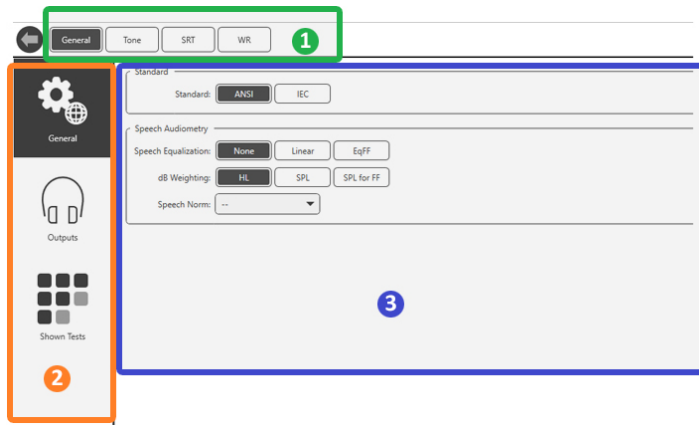 General Tone SRT WR 1
Standard
Standard: ANSI IEC
General
Speech Audiometry
Speech Equalization: None Linear EqFF
dB Weighting: HL SPL SPL for FF
Speech Norm: --
Outputs
3
Shown Tests
2